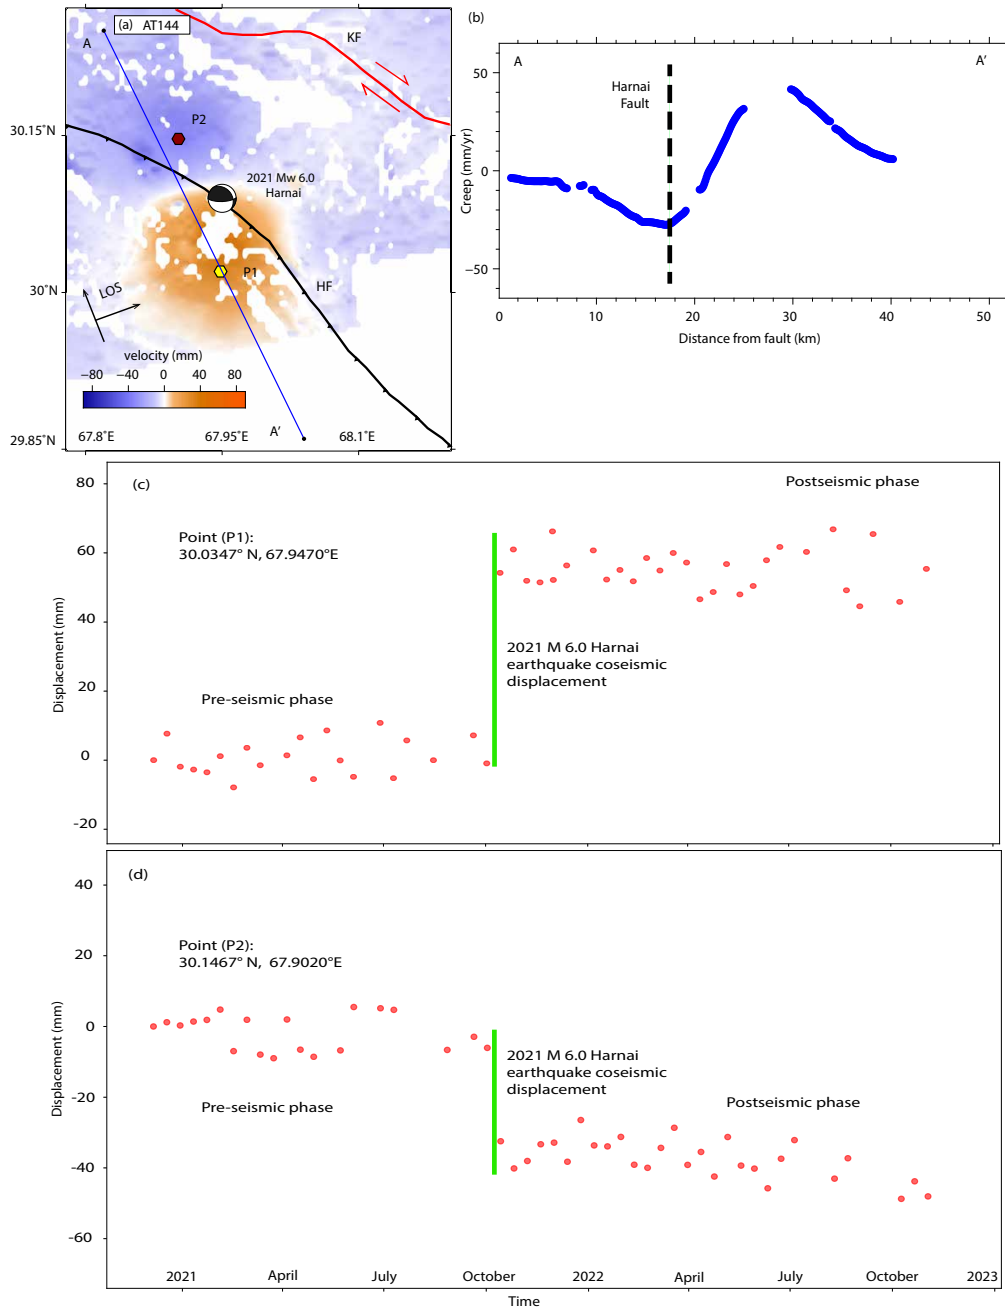 (a) AT144
A
KF
P2
30.15°N
2021 Mw 6.0
Harnai
P1
30°N
HF
LOS
velocity (mm)
−80 −40 0 40 80
A'
29.85°N
67.8°E 67.95°E 68.1°E
(b)
A A'
Harnai
Fault
50
0
−50
Creep (mm/yr)
0 10 20 30 40 50
Distance from fault (km)
(c)
Postseismic phase
Point (P1):
30.0347° N, 67.9470°E
2021 M 6.0 Harnai
earthquake coseismic
displacement
Pre-seismic phase
80
60
40
20
0
-20
Displacement (mm)
(d)
Point (P2):
30.1467° N, 67.9020°E
2021 M 6.0 Harnai
earthquake coseismic
displacement
Pre-seismic phase
Postseismic phase
40
20
0
-20
-40
-60
Displacement (mm)
2021 April July October 2022 April July October 2023
Time